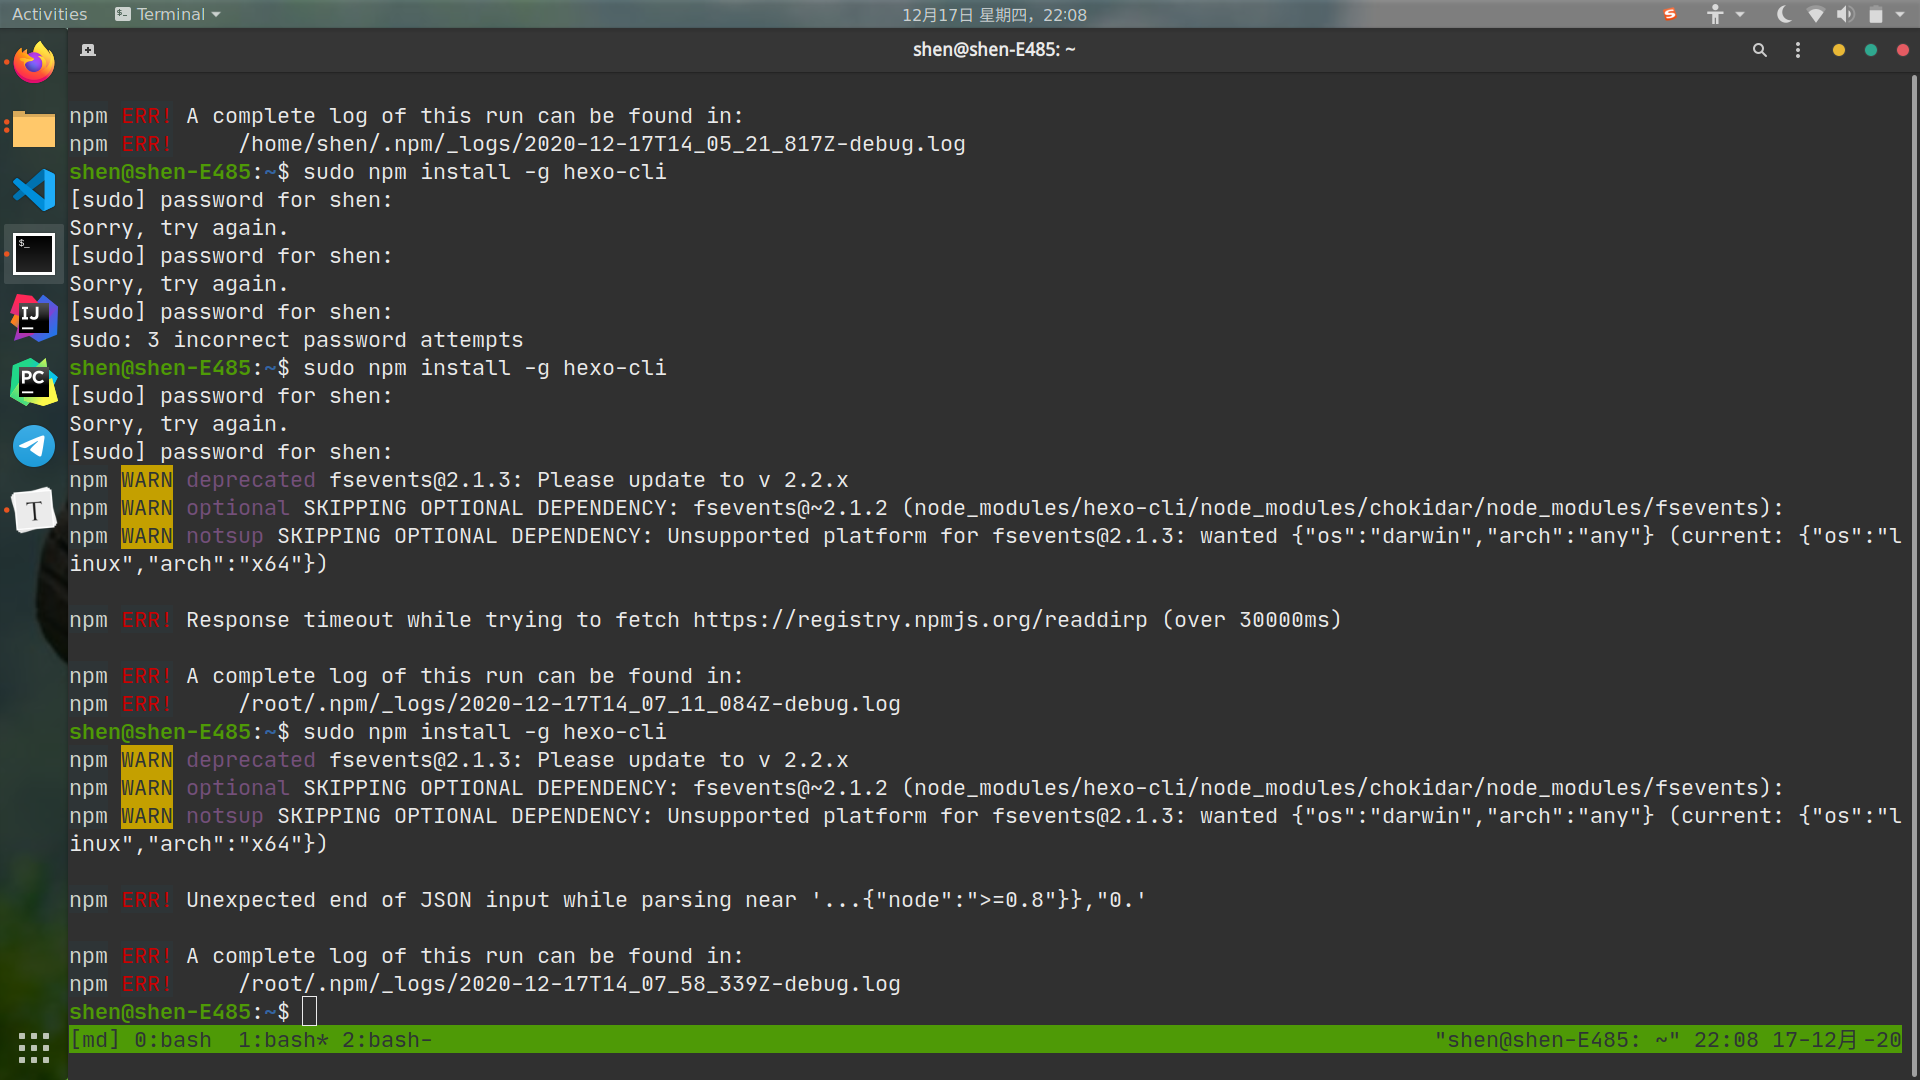 Activities
Terminal
12月17日 星期四，22:08
shen@shen-E485: ~
npm ERR! A complete log of this run can be found in:
npm ERR!     /home/shen/.npm/_logs/2020-12-17T14_05_21_817Z-debug.log
shen@shen-E485:~$ sudo npm install -g hexo-cli
[sudo] password for shen:
Sorry, try again.
[sudo] password for shen:
Sorry, try again.
[sudo] password for shen:
sudo: 3 incorrect password attempts
shen@shen-E485:~$ sudo npm install -g hexo-cli
[sudo] password for shen:
Sorry, try again.
[sudo] password for shen:
npm WARN deprecated fsevents@2.1.3: Please update to v 2.2.x
npm WARN optional SKIPPING OPTIONAL DEPENDENCY: fsevents@~2.1.2 (node_modules/hexo-cli/node_modules/chokidar/node_modules/fsevents):
npm WARN notsup SKIPPING OPTIONAL DEPENDENCY: Unsupported platform for fsevents@2.1.3: wanted {"os":"darwin","arch":"any"} (current: {"os":"l
inux","arch":"x64"})
npm ERR! Response timeout while trying to fetch https://registry.npmjs.org/readdirp (over 30000ms)
npm ERR! A complete log of this run can be found in:
npm ERR!     /root/.npm/_logs/2020-12-17T14_07_11_084Z-debug.log
shen@shen-E485:~$ sudo npm install -g hexo-cli
npm WARN deprecated fsevents@2.1.3: Please update to v 2.2.x
npm WARN optional SKIPPING OPTIONAL DEPENDENCY: fsevents@~2.1.2 (node_modules/hexo-cli/node_modules/chokidar/node_modules/fsevents):
npm WARN notsup SKIPPING OPTIONAL DEPENDENCY: Unsupported platform for fsevents@2.1.3: wanted {"os":"darwin","arch":"any"} (current: {"os":"l
inux","arch":"x64"})
npm ERR! Unexpected end of JSON input while parsing near '...{"node":">=0.8"}},"0.'
npm ERR! A complete log of this run can be found in:
npm ERR!     /root/.npm/_logs/2020-12-17T14_07_58_339Z-debug.log
shen@shen-E485:~$
[md] 0:bash  1:bash* 2:bash-
"shen@shen-E485: ~" 22:08 17-12月-20
$_
IJ
PC
T